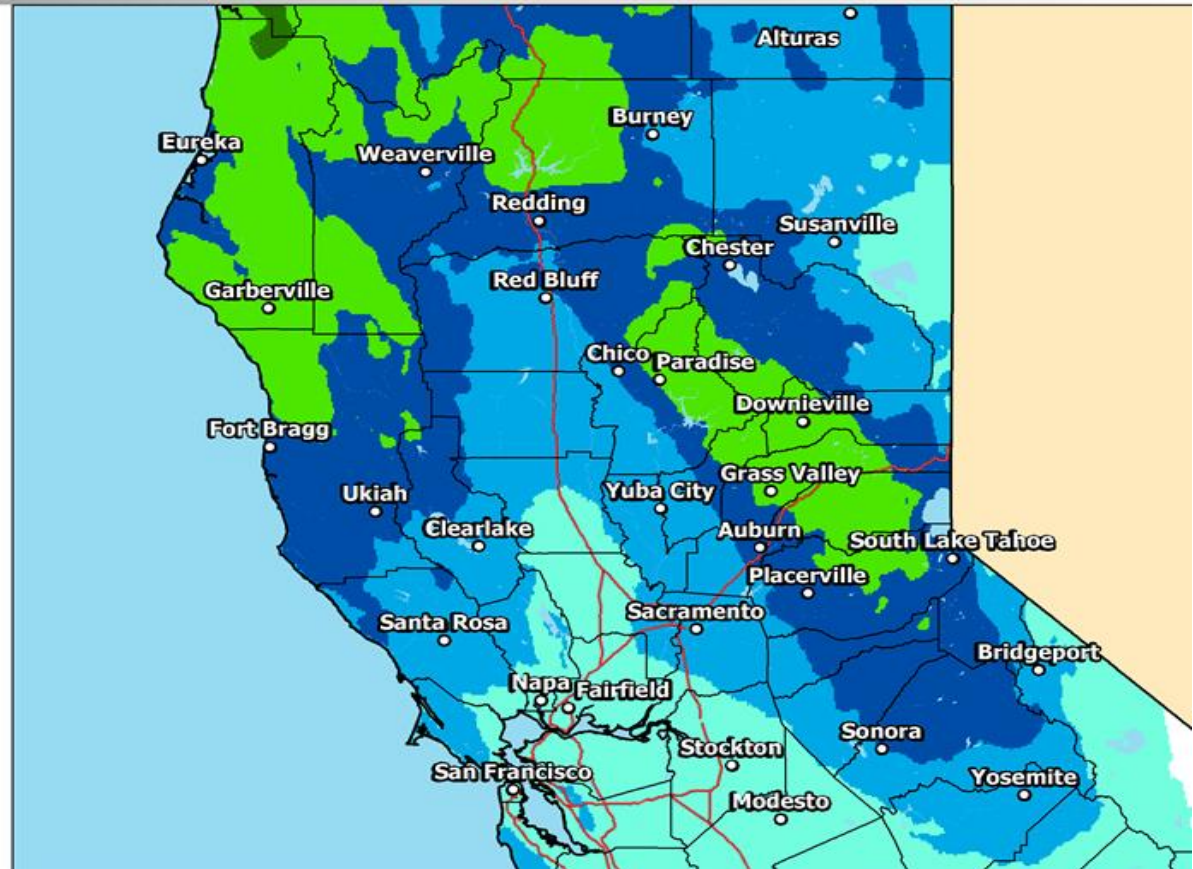 Alturas
Burney
Eureka
Weaverville
Redding
Susanville
Chester
Red Bluff
Garberville
Chico
Paradise
Downieville
Fort Bragg
Grass Valley
Ukiah
Yuba City
Clearlake
Auburn
South Lake Tahoe
Placerville
Sacramento
Santa Rosa
Bridgeport
Napa
Fairfield
Sonora
Stockton
San Francisco
Yosemite
Modesto